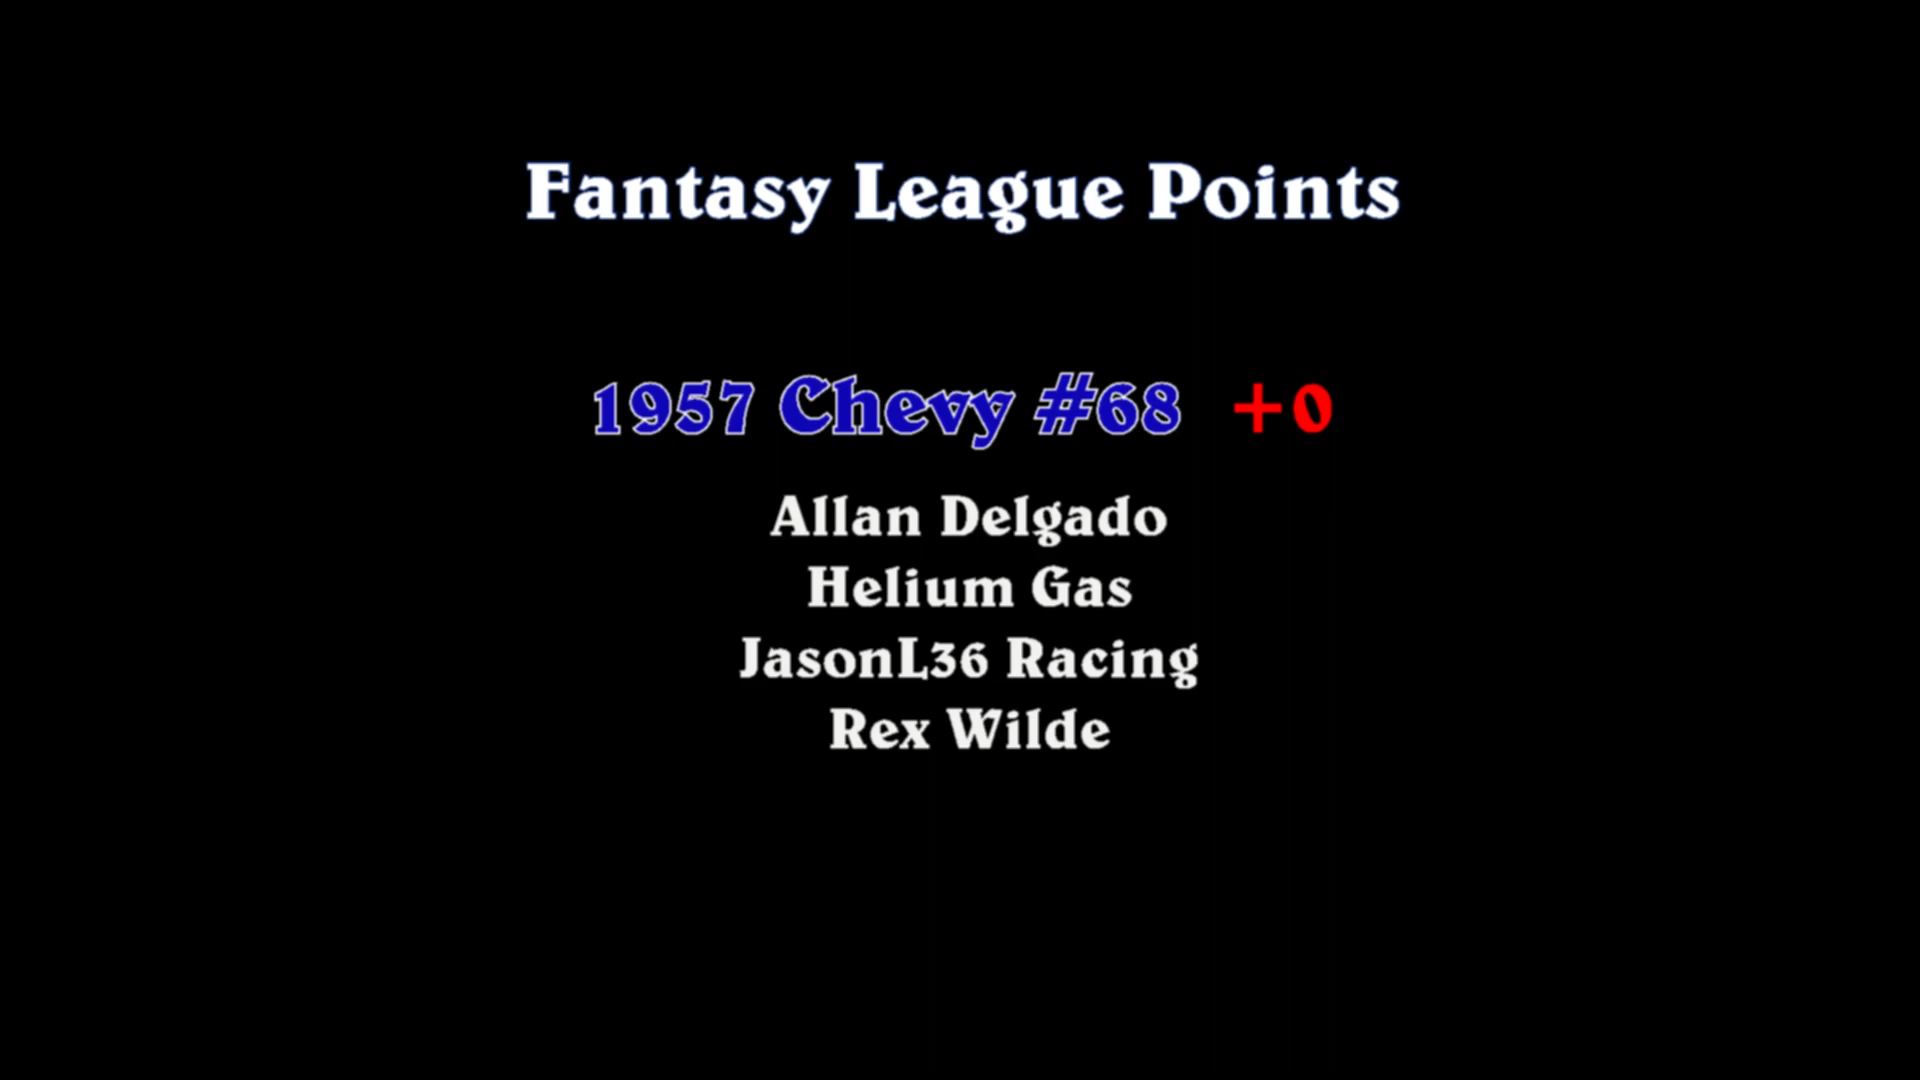 Fantasy League Points
1957 Chevy #68 +0
Allan Delgado
Helium Gas
JasonL36 Racing
Rex Wilde